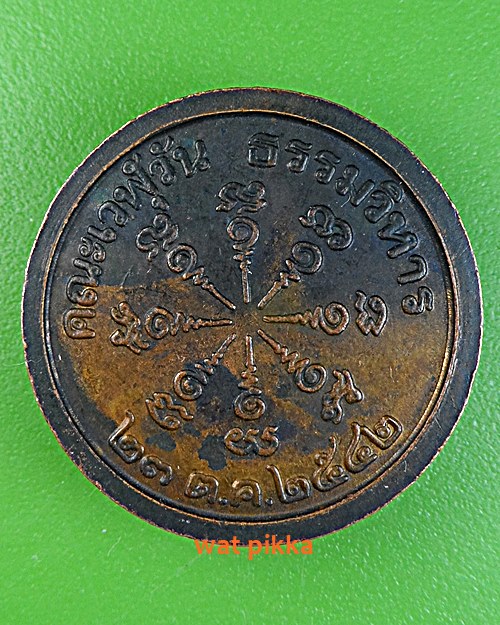 คณะเวฬุวัน ธรรมวิหาร
๒๓ ต.ค.๒๕๔๒
wat pikka